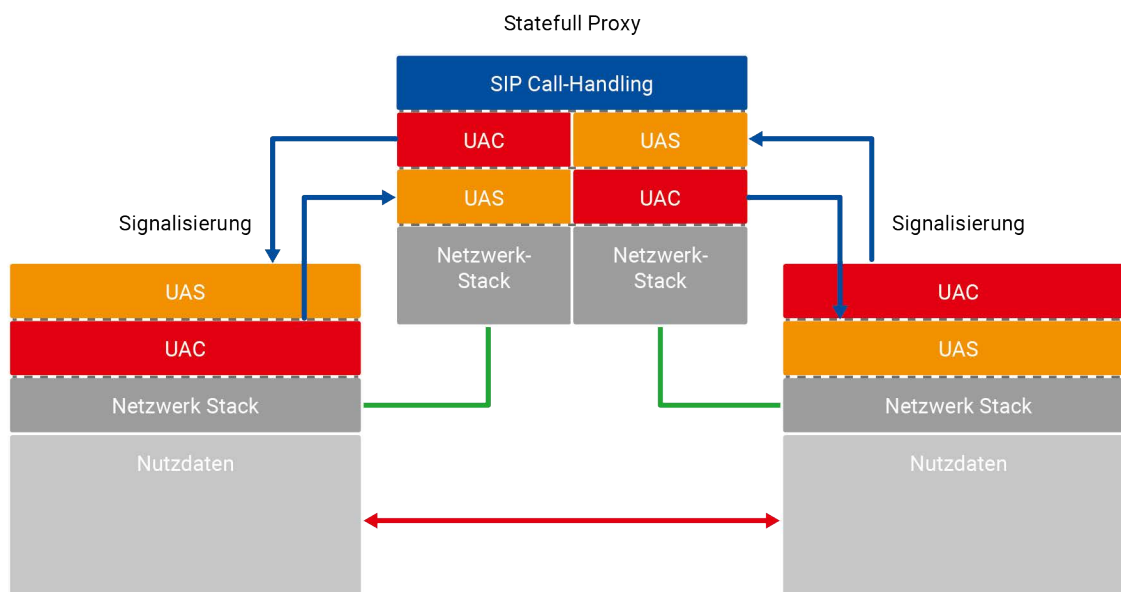 Statefull Proxy
SIP Call-Handling
UAC
UAS
UAS
UAC
Netzwerk-
Stack
Netzwerk-
Stack
Signalisierung
Signalisierung
UAS
UAC
Netzwerk Stack
Nutzdaten
UAC
UAS
Netzwerk Stack
Nutzdaten